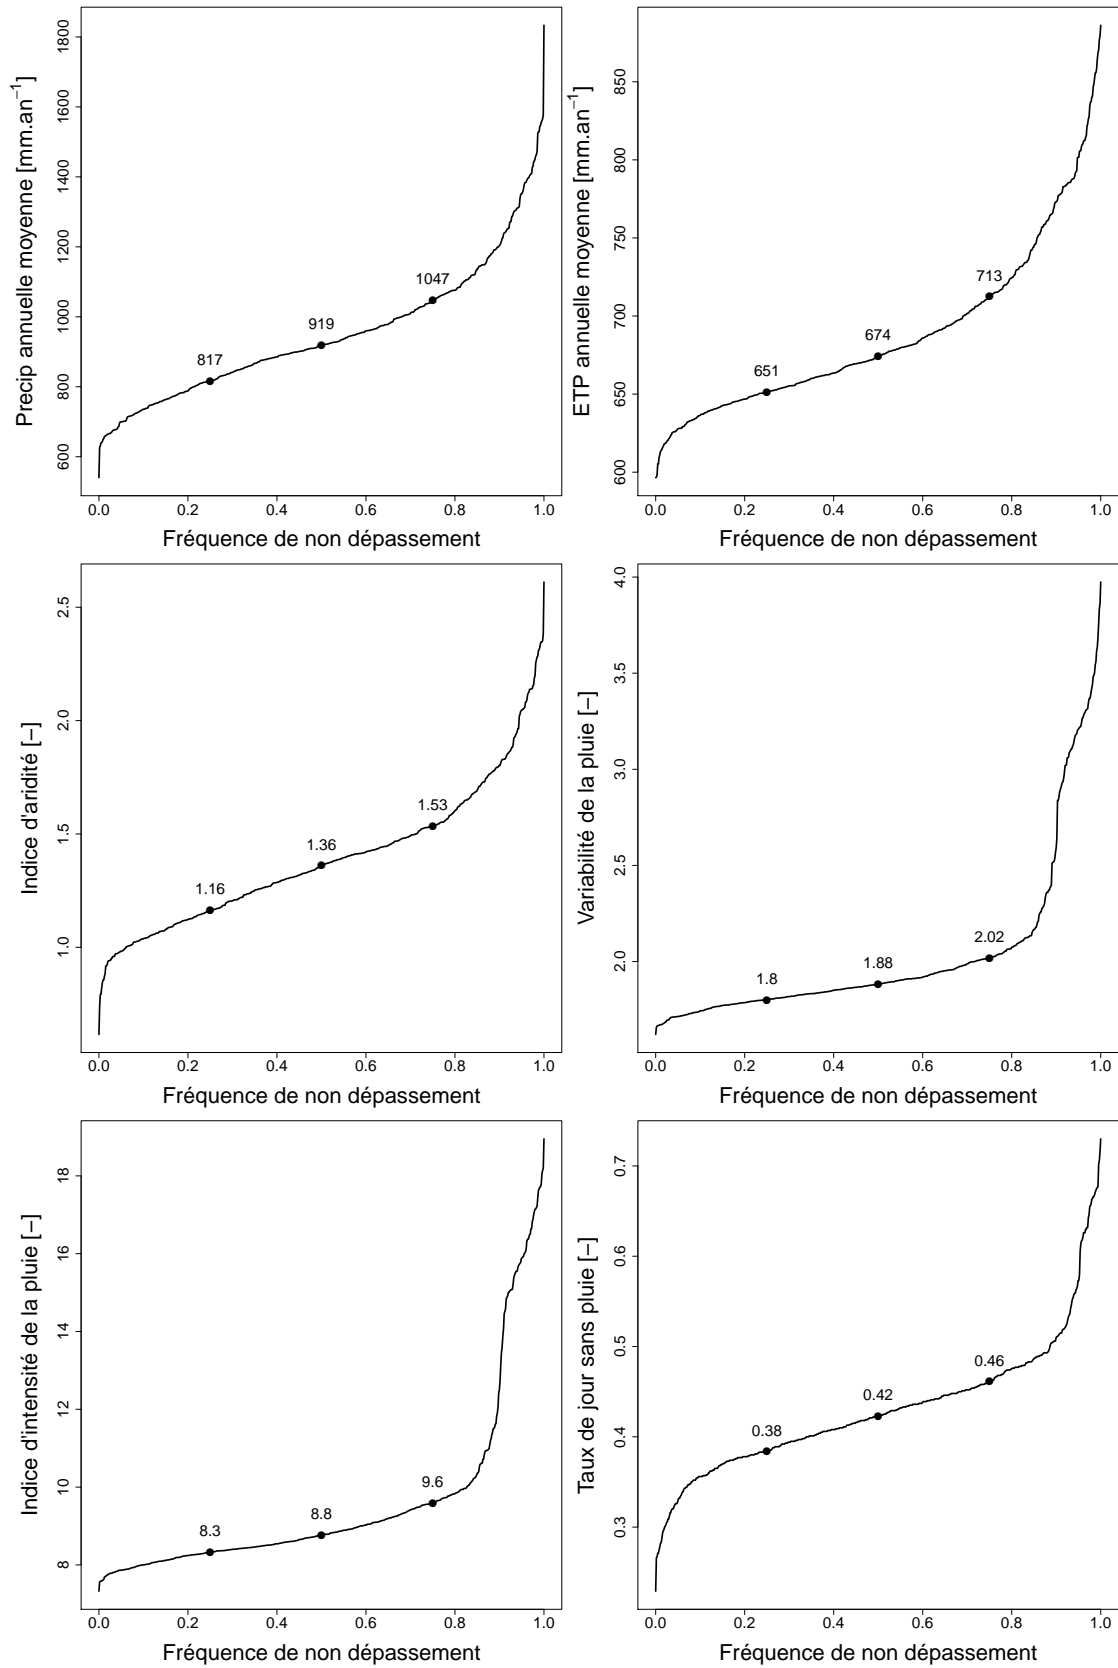 Precip annuelle moyenne [mm.an−1]
600 800 1000 1200 1400 1600 1800
817
919
1047
0.0 0.2 0.4 0.6 0.8 1.0
Fréquence de non dépassement
ETP annuelle moyenne [mm.an−1]
600 650 700 750 800 850
651
674
713
0.0 0.2 0.4 0.6 0.8 1.0
Fréquence de non dépassement
Indice d'aridité [−]
1.0 1.5 2.0 2.5
1.16
1.36
1.53
0.0 0.2 0.4 0.6 0.8 1.0
Fréquence de non dépassement
Variabilité de la pluie [−]
2.0 2.5 3.0 3.5 4.0
1.8
1.88
2.02
0.0 0.2 0.4 0.6 0.8 1.0
Fréquence de non dépassement
Indice d'intensité de la pluie [−]
8 10 12 14 16 18
8.3
8.8
9.6
0.0 0.2 0.4 0.6 0.8 1.0
Fréquence de non dépassement
Taux de jour sans pluie [−]
0.3 0.4 0.5 0.6 0.7
0.38
0.42
0.46
0.0 0.2 0.4 0.6 0.8 1.0
Fréquence de non dépassement